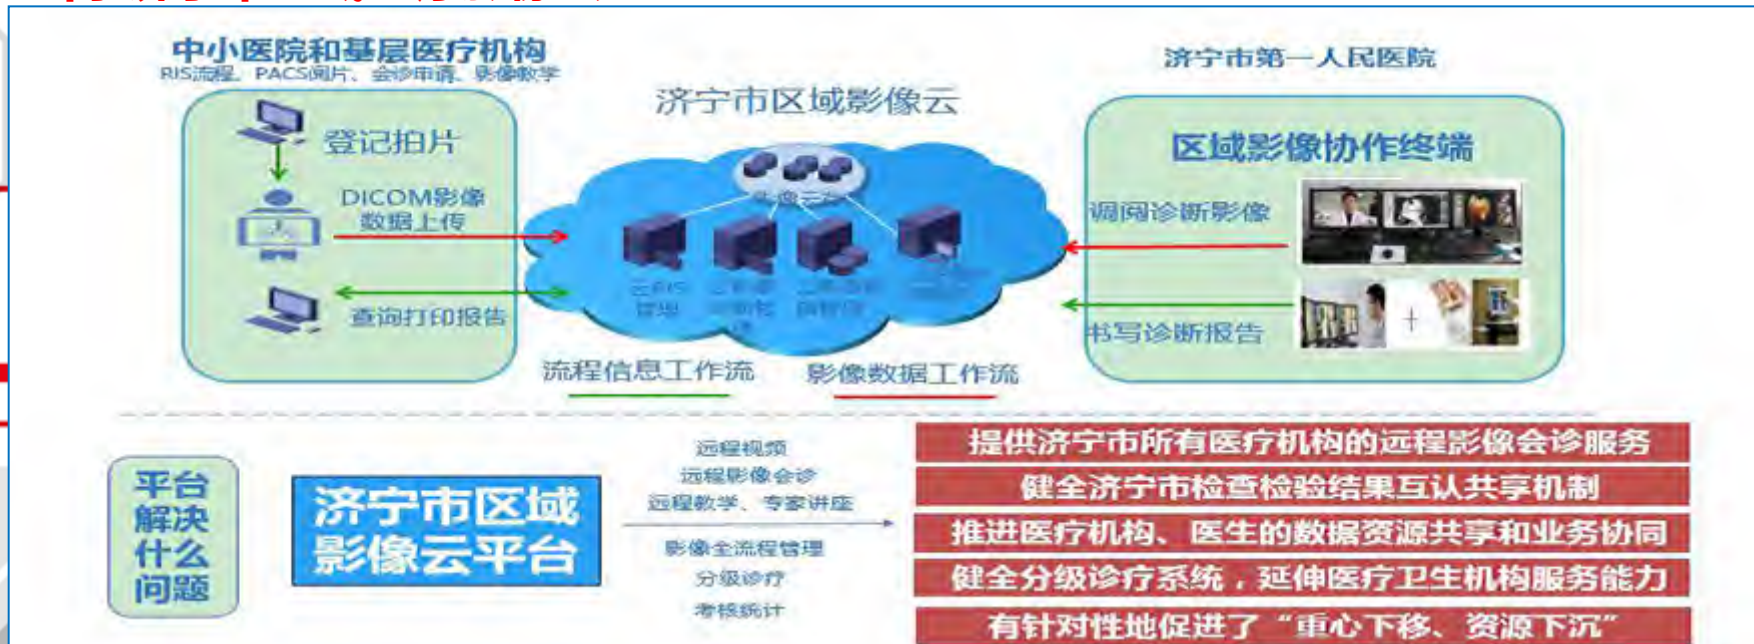 中小医院和基层医疗机构
RIS流程、PACS阅片、会诊申请、影像教学
登记拍片
DICOM影像
数据上传
查询打印报告
济宁市区域影像云
云RIS
管理
流程信息工作流
影像数据工作流
济宁市第一人民医院
区域影像协作终端
调阅诊断影像
书写诊断报告
平台
解决
什么
问题
济宁市区域
影像云平台
远程视频
远程影像会诊
远程教学、专家讲座
影像全流程管理
分级诊疗
考核统计
提供济宁市所有医疗机构的远程影像会诊服务
健全济宁市检查检验结果互认共享机制
推进医疗机构、医生的数据资源共享和业务协同
健全分级诊疗系统，延伸医疗卫生机构服务能力
有针对性地促进了“重心下移、资源下沉”